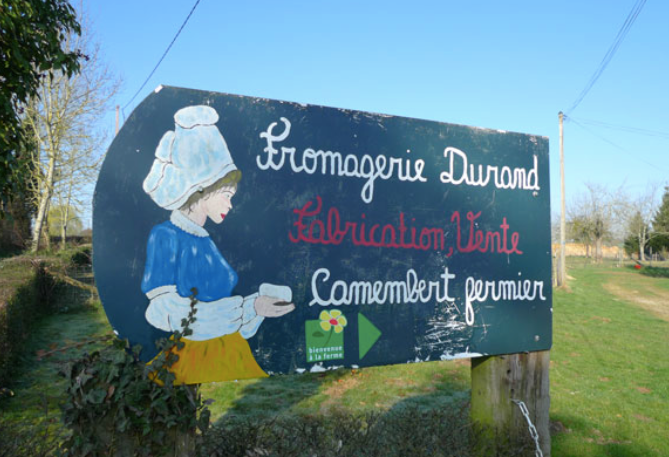 Fromagerie Durand
Fabrication, Vente
Camembert fermier
bienvenue
à la ferme